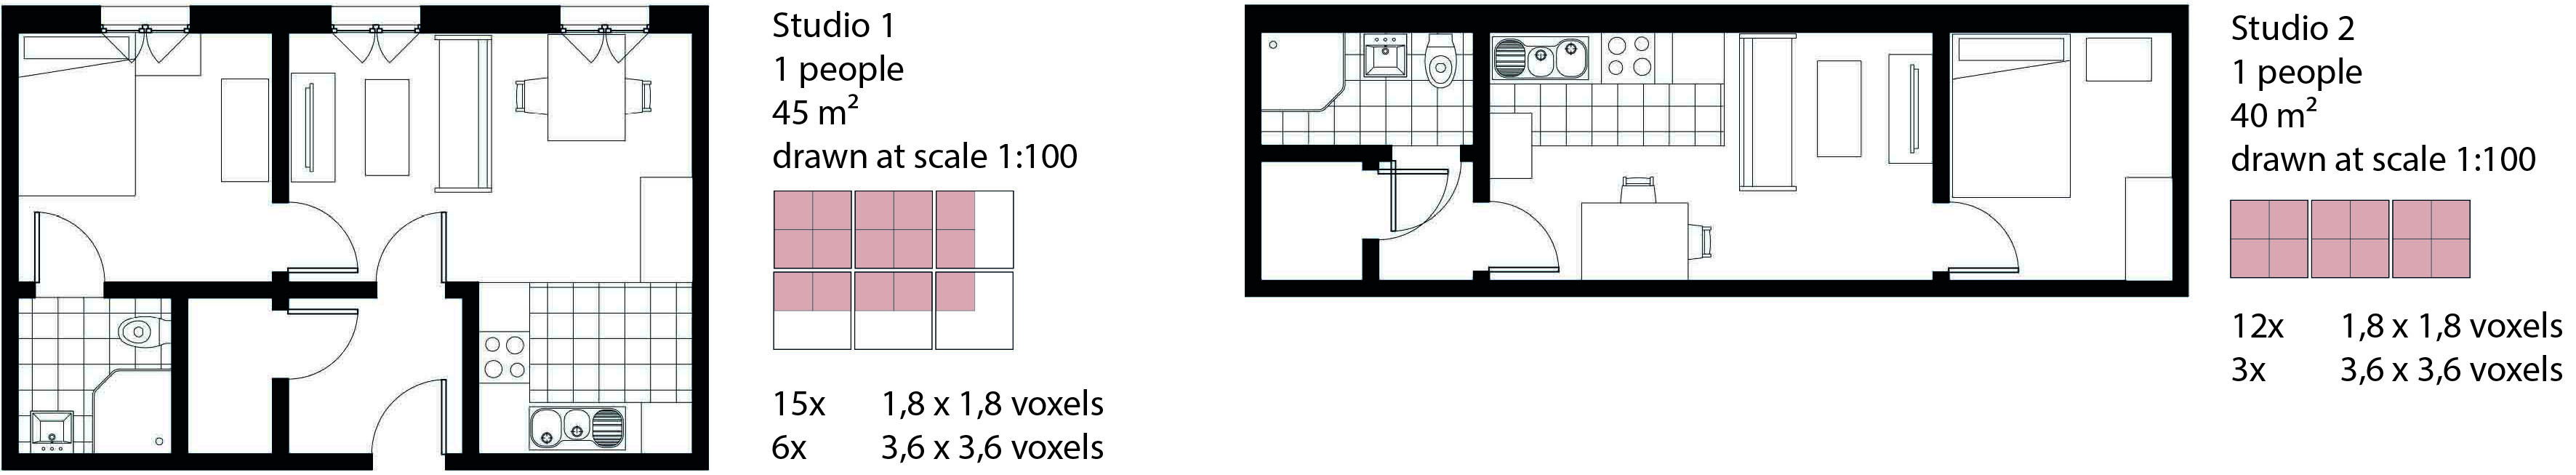 Studio 1
1 people
45 m²
drawn at scale 1:100
15x 1,8 x 1,8 voxels
6x 3,6 x 3,6 voxels
Studio 2
1 people
40 m²
drawn at scale 1:100
12x 1,8 x 1,8 voxels
3x 3,6 x 3,6 voxels